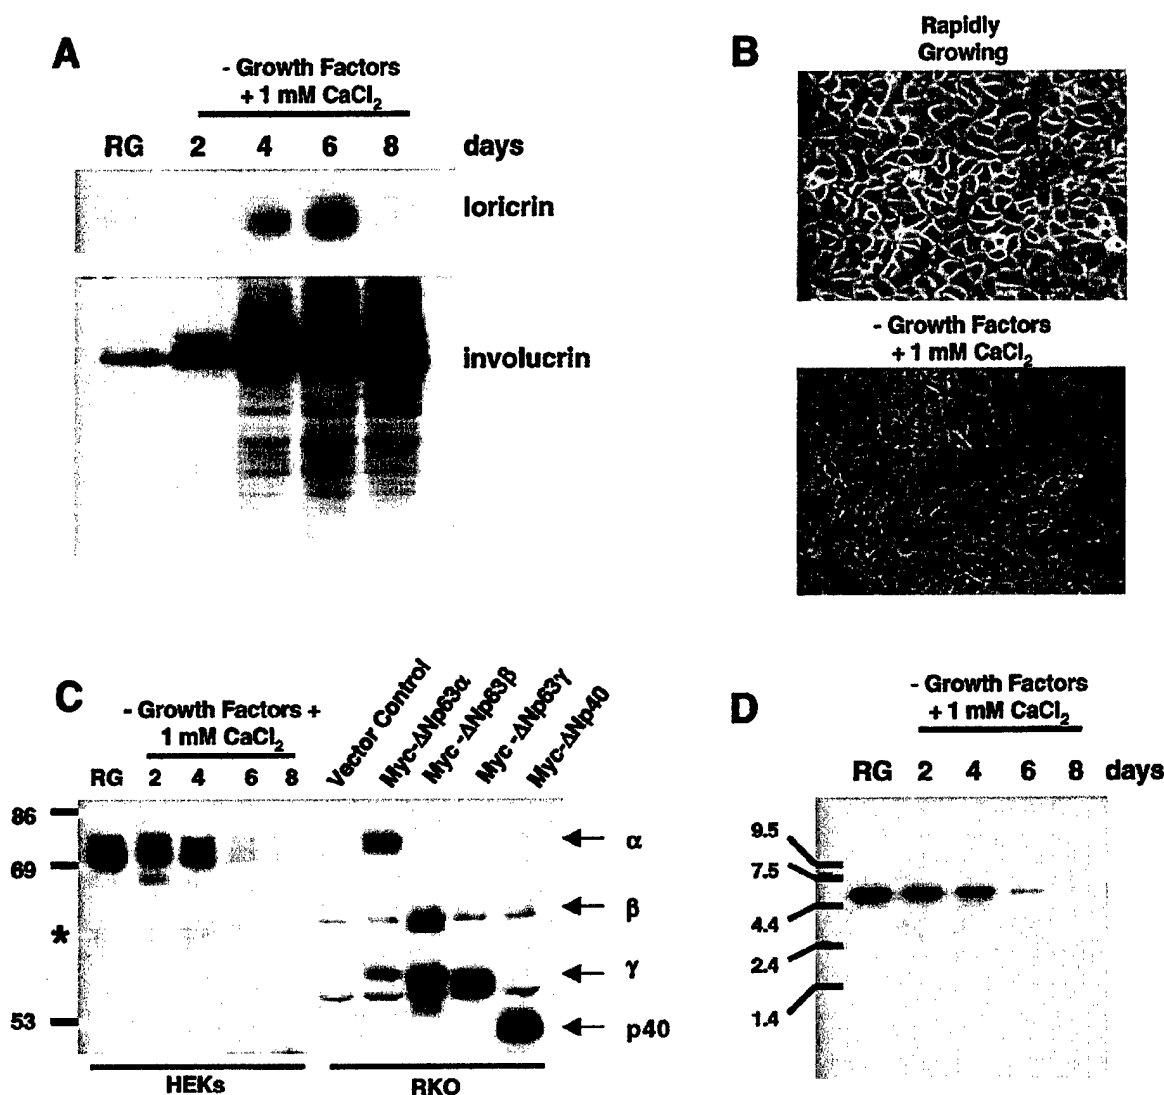 A
- Growth Factors
+ 1 mM CaCl2
RG 2 4 6 8 days
loricrin
involucrin
B
Rapidly
Growing
- Growth Factors
+ 1 mM CaCl2
C
- Growth Factors +
1 mM CaCl2
RG 2 4 6 8
Vector Control
Myc-ΔNp63α
Myc -ΔNp63β
Myc -ΔNp63γ
Myc-ΔNp40
86
69
*
53
α
β
γ
p40
HEKs
RKO
D
- Growth Factors
+ 1 mM CaCl2
RG 2 4 6 8 days
9.5
7.5
4.4
2.4
1.4